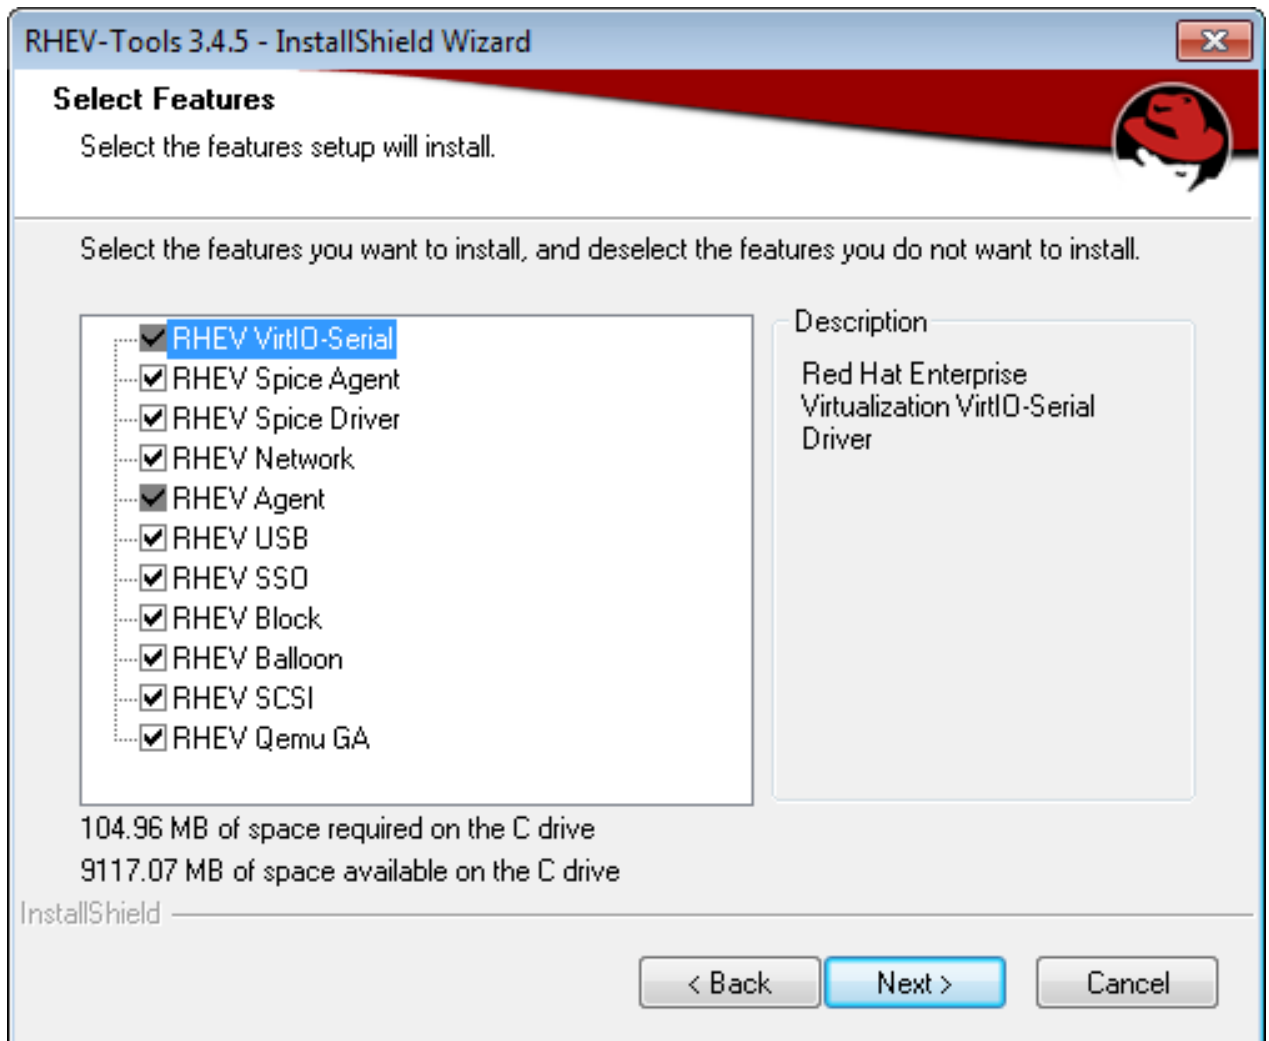 RHEV-Tools 3.4.5 - InstallShield Wizard
Select Features
Select the features setup will install.
Select the features you want to install, and deselect the features you do not want to install.
RHEV VirtIO-Serial
RHEV Spice Agent
RHEV Spice Driver
RHEV Network
RHEV Agent
RHEV USB
RHEV SSO
RHEV Block
RHEV Balloon
RHEV SCSI
RHEV Qemu GA
Description
Red Hat Enterprise
Virtualization VirtIO-Serial
Driver
104.96 MB of space required on the C drive
9117.07 MB of space available on the C drive
InstallShield
< Back
Next >
Cancel